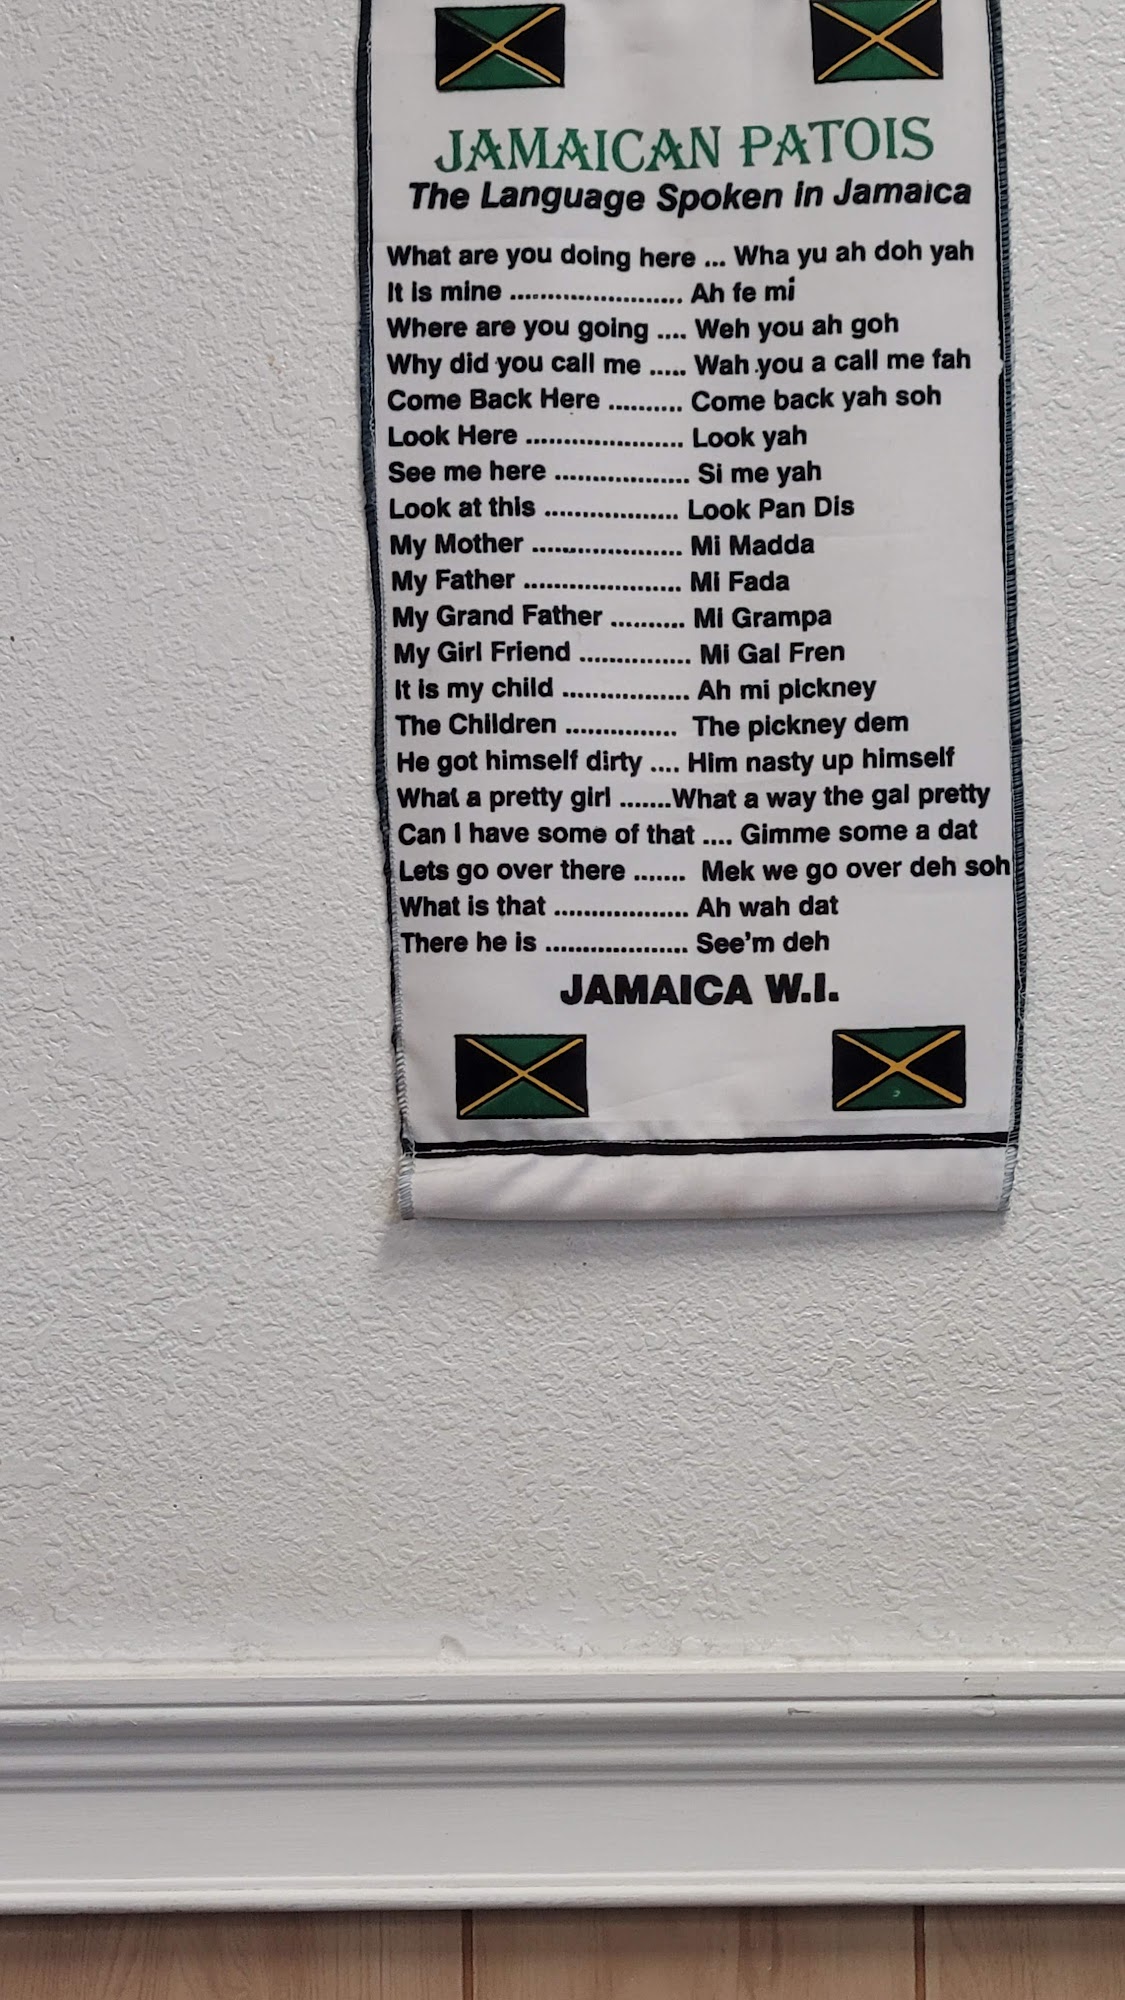 JAMAICAN PATOIS
The Language Spoken in Jamaica
What are you doing here ... Wha yu ah doh yah
It is mine ....................... Ah fe mi
Where are you going .... Weh you ah goh
Why did you call me ..... Wah you a call me fah
Come Back Here .......... Come back yah soh
Look Here ..................... Look yah
See me here .................. Si me yah
Look at this .................. Look Pan Dis
My Mother .................... Mi Madda
My Father ..................... Mi Fada
My Grand Father .......... Mi Grampa
My Girl Friend ............... Mi Gal Fren
It is my child ................. Ah mi pickney
The Children ............... The pickney dem
He got himself dirty .... Him nasty up himself
What a pretty girl .......What a way the gal pretty
Can I have some of that .... Gimme some a dat
Lets go over there ....... Mek we go over deh soh
What is that .................. Ah wah dat
There he is ................... See'm deh
JAMAICA W.I.